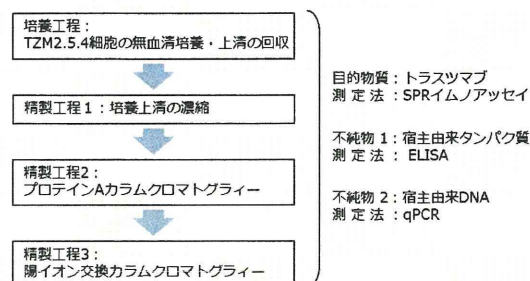 培養工程：
TZM2.5.4細胞の無血清培養・上清の回収
精製工程1：培養上清の濃縮
精製工程2：
プロテインAカラムクロマトグラフィー
精製工程3：
陽イオン交換カラムクロマトグラフィー
目的物質：トラスツマブ
測定法：SPRイムノアッセイ
不純物1：宿主由来タンパク質
測定法：ELISA
不純物2：宿主由来DNA
測定法：qPCR